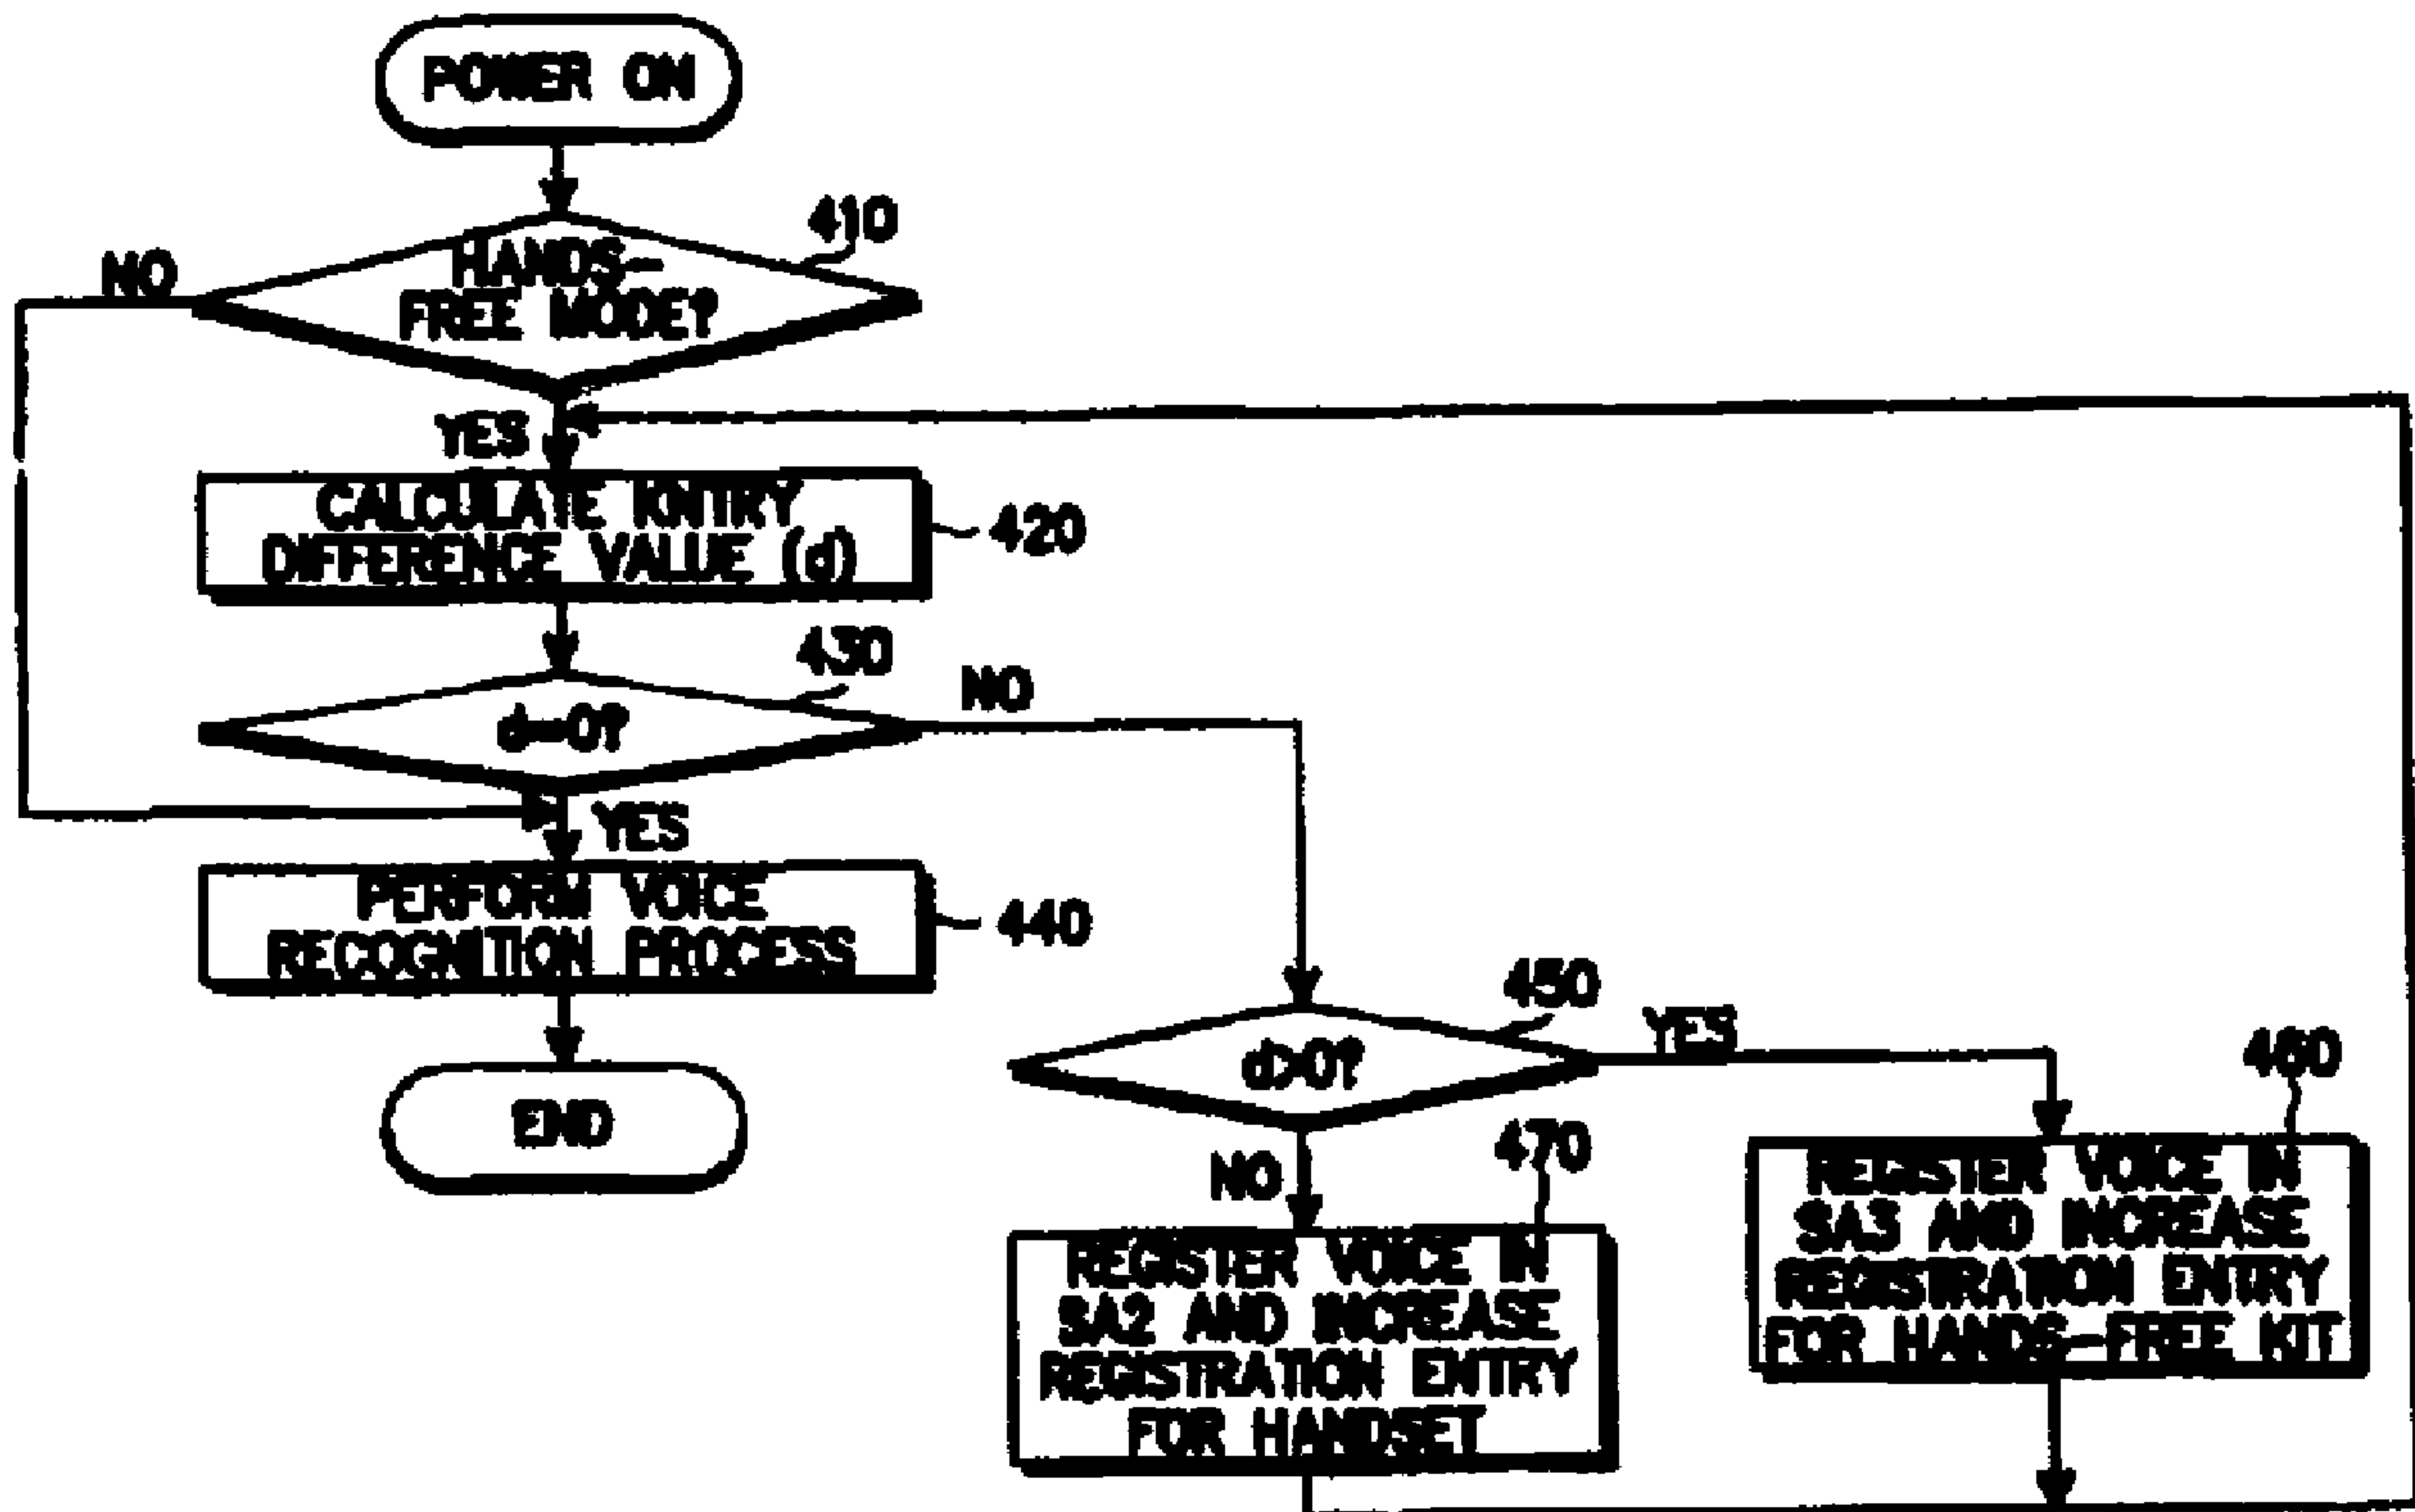 POWER ON
410
NO
HANDS-
FREE MODE?
YES
CALCULATE KNTRY
DIFFERENCE VALUE (d)
420
430
NO
d=0?
YES
PERFORM VOICE
RECOGNITION PROCESS
440
END
450
YES
d>0?
460
NO
470
REGISTER VOICE IN
SA3 AND INCREASE
REGISTRATION ENTRY
FOR HANDS-FREE KIT
REGISTER VOICE IN
SA2 AND INCREASE
REGISTRATION ENTRY
FOR HANDSET